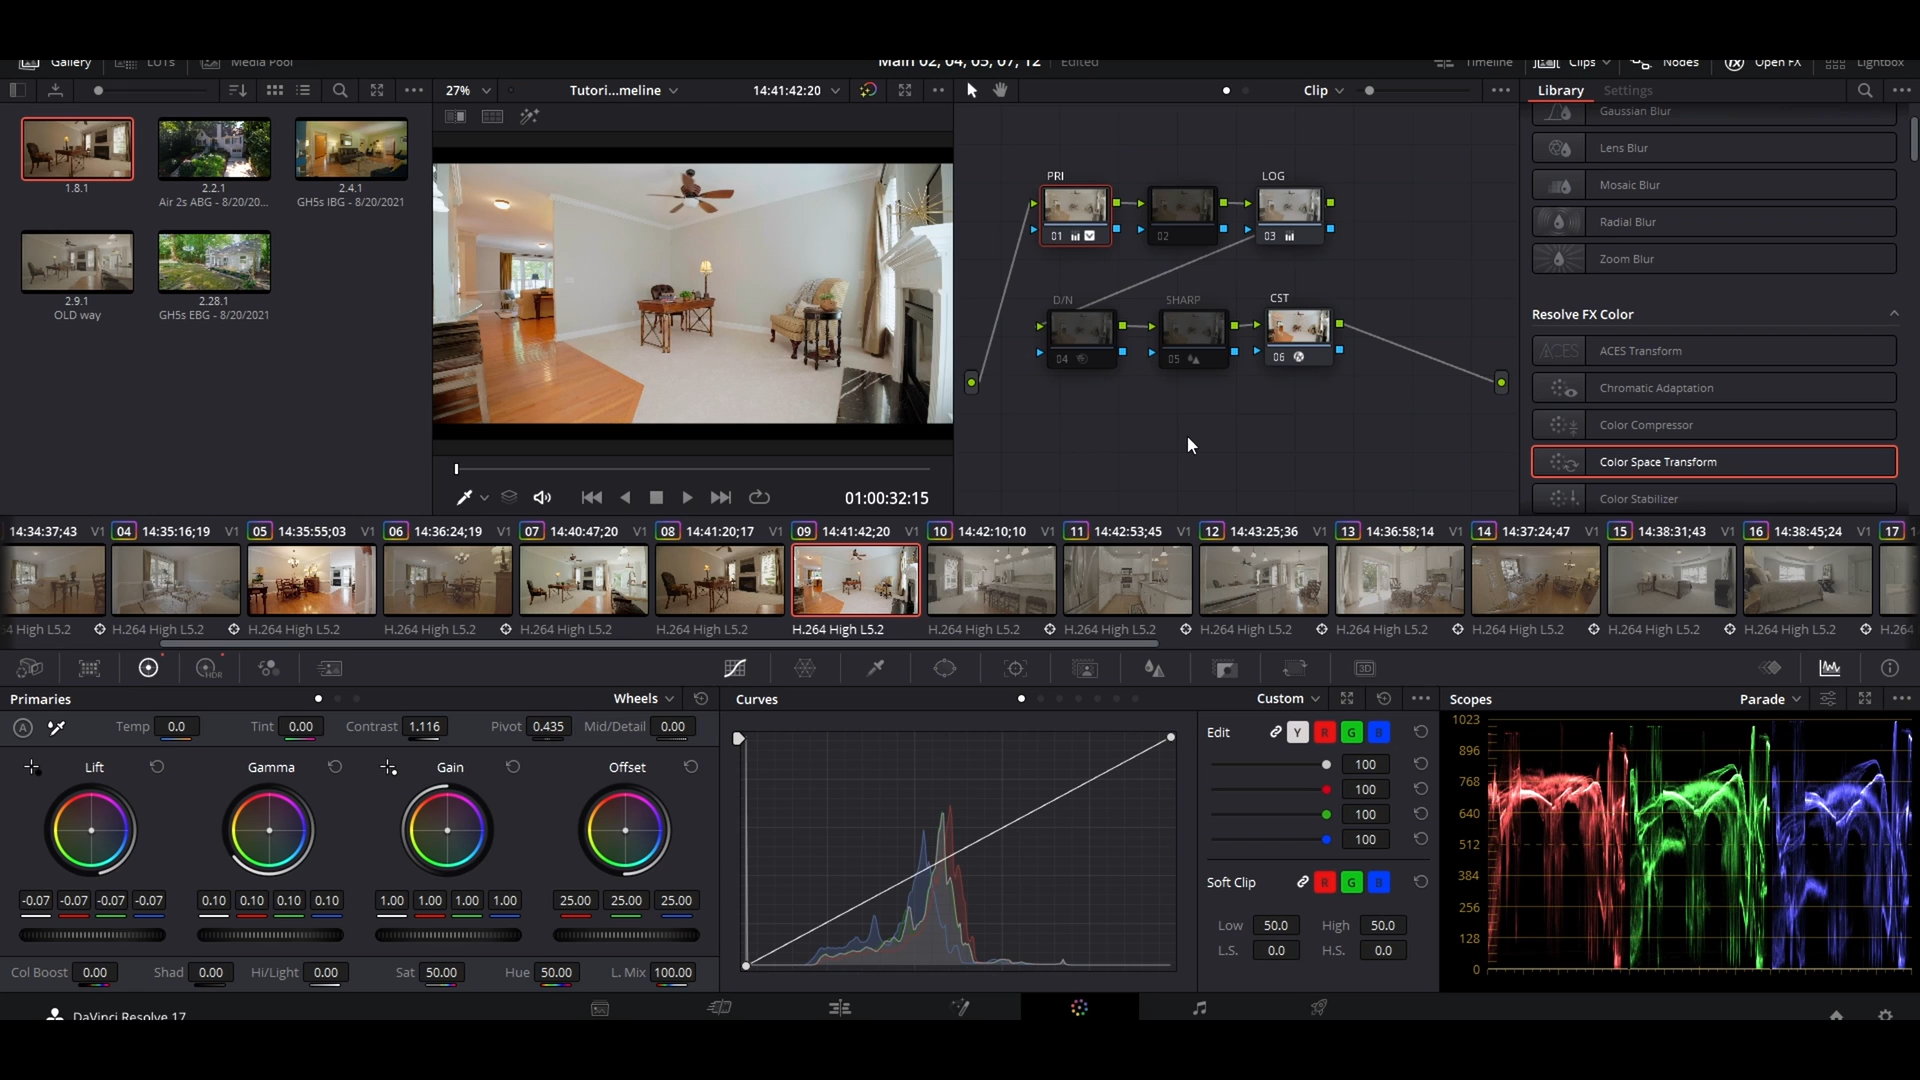 Gallery LUTs Media Pool Main 02, 04, 05, 07, 12 Edited Timeline Clips Nodes Open FX Lightbox
27% Tutori...meline 14:41:42:20 Clip Library Settings
Gaussian Blur
Lens Blur
Mosaic Blur
Radial Blur
Zoom Blur
Resolve FX Color
ACES Transform
Chromatic Adaptation
Color Compressor
Color Space Transform
Color Stabilizer
1.8.1 2.2.1 2.4.1
Air 2s ABG - 8/20/20... GH5s IBG - 8/20/2021
2.9.1 2.28.1
OLD way GH5s EBG - 8/20/2021
PRI LOG
01 02 03
D/N SHARP CST
04 05 06
01:00:32:15
14:34:37;43 V1 04 14:35:16;19 V1 05 14:35:55;03 V1 06 14:36:24;19 V1 07 14:40:47;20 V1 08 14:41:20;17 V1 09 14:41:42;20 V1 10 14:42:10;10 V1 11 14:42:53;45 V1 12 14:43:25;36 V1 13 14:36:58;14 V1 14 14:37:24;47 V1 15 14:38:31;43 V1 16 14:38:45;24 V1 17
54 High L5.2 H.264 High L5.2 H.264 High L5.2 H.264 High L5.2 H.264 High L5.2 H.264 High L5.2 H.264 High L5.2 H.264 High L5.2 H.264 High L5.2 H.264 High L5.2 H.264 High L5.2 H.264 High L5.2 H.264 High L5.2 H.264 High L5.2 H.264
HDR 3D
Primaries Wheels Curves Custom Scopes Parade
A Temp 0.0 Tint 0.00 Contrast 1.116 Pivot 0.435 Mid/Detail 0.00
Lift Gamma Gain Offset
-0.07 -0.07 -0.07 -0.07 0.10 0.10 0.10 0.10 1.00 1.00 1.00 1.00 25.00 25.00 25.00
Col Boost 0.00 Shad 0.00 Hi/Light 0.00 Sat 50.00 Hue 50.00 L. Mix 100.00
Edit Y R G B
100
100
100
100
Soft Clip R G B
Low 50.0 High 50.0
L.S. 0.0 H.S. 0.0
1023
896
768
640
512
384
256
128
0
DaVinci Resolve 17